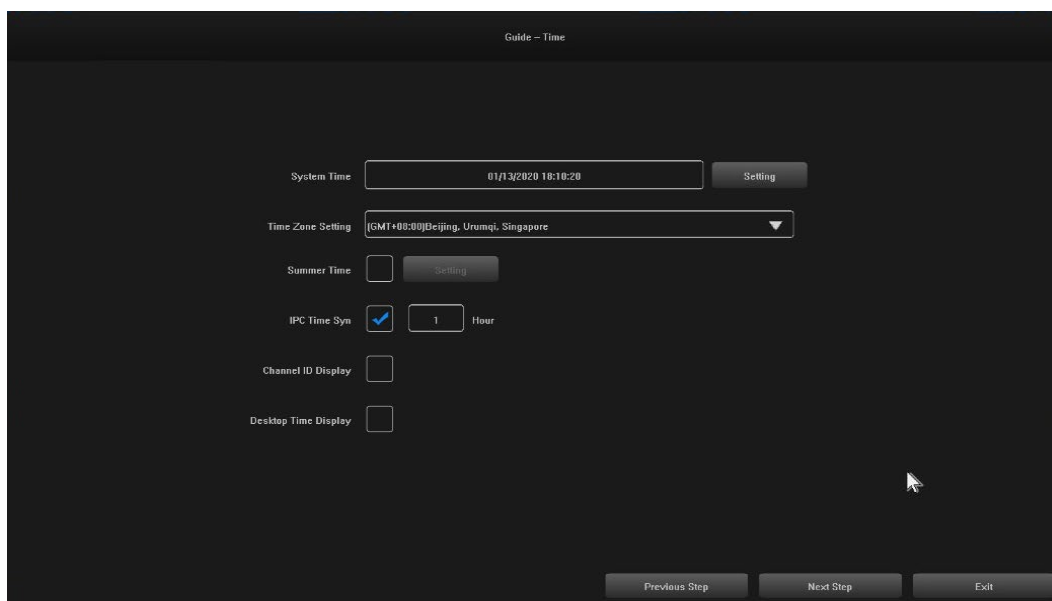 Guide – Time
System Time 01/13/2020 18:10:20 Setting
Time Zone Setting (GMT+08:00)Beijing, Urumqi, Singapore
Summer Time Setting
IPC Time Syn 1 Hour
Channel ID Display
Desktop Time Display
Previous Step Next Step Exit